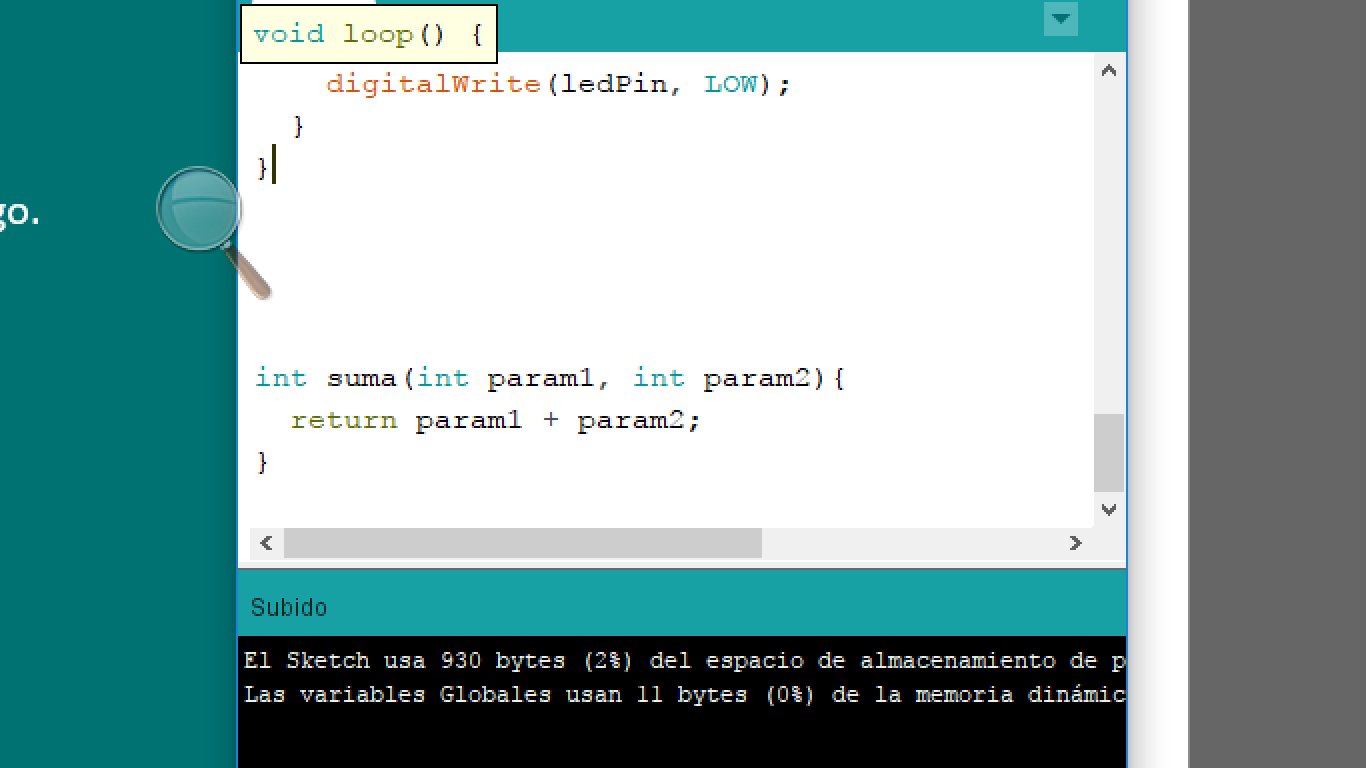 void loop() {
digitalWrite(ledPin, LOW);
}
}
go.
int suma(int param1, int param2){
return param1 + param2;
}
Subido
El Sketch usa 930 bytes (2%) del espacio de almacenamiento de p
Las variables Globales usan 11 bytes (0%) de la memoria dinámic